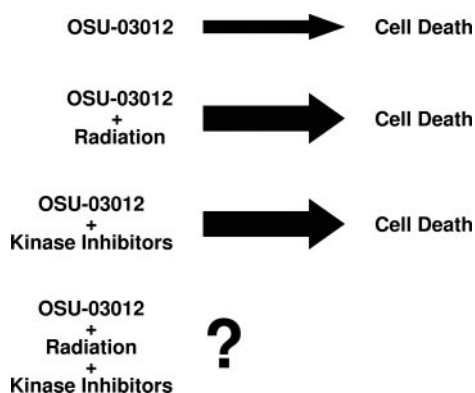 OSU-03012
Cell Death
OSU-03012
+
Radiation
Cell Death
OSU-03012
+
Kinase Inhibitors
Cell Death
OSU-03012
+
Radiation
+
Kinase Inhibitors
?